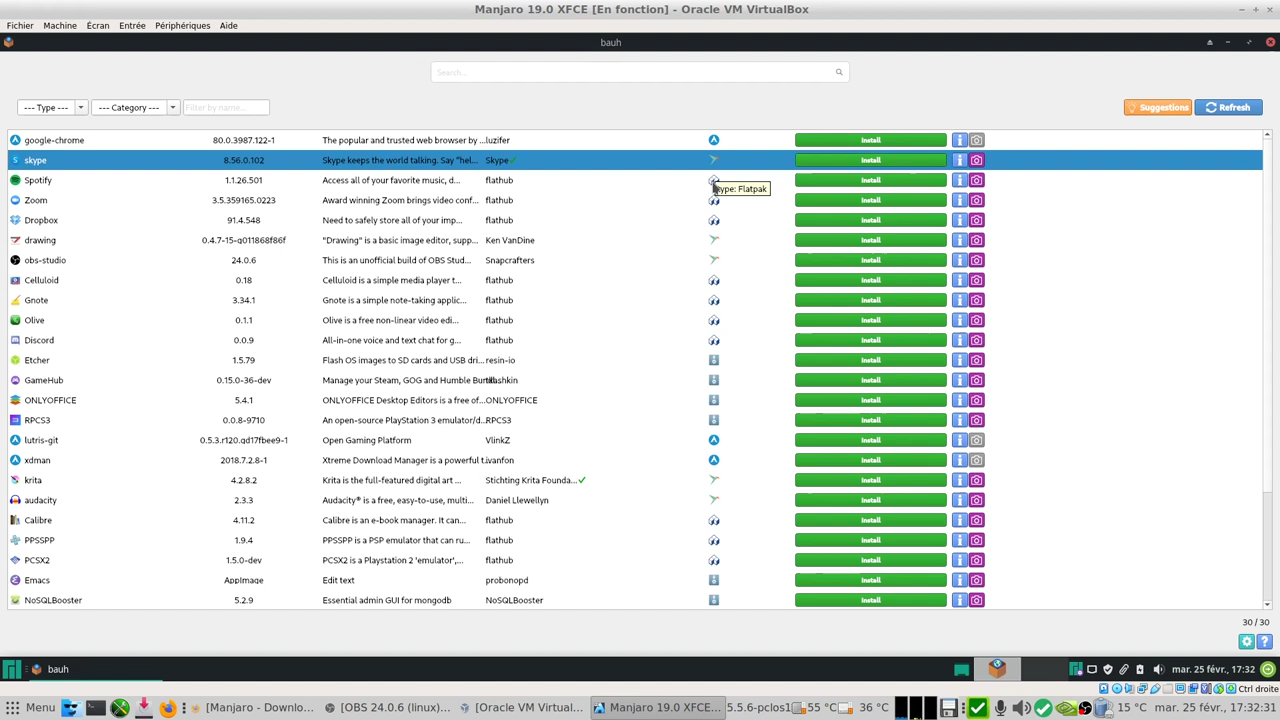 Manjaro 19.0 XFCE [En fonction] - Oracle VM VirtualBox
Fichier Machine Écran Entrée Périphériques Aide
bauh
Search...
--- Type --- --- Category --- Filter by name... Suggestions Refresh
google-chrome 80.0.3987.122-1 The popular and trusted web browser by ... luzifer Install
skype 8.56.0.102 Skype keeps the world talking. Say "hel... Skype Install
Spotify 1.1.26.501 Access all of your favorite music, d... flathub Install
Type: Flatpak
Zoom 3.5.359165.0223 Award winning Zoom brings video conf... flathub Install
Dropbox 91.4.548 Need to safely store all of your imp... flathub Install
drawing 0.4.7-15-g011868f86f "Drawing" is a basic image editor, supp... Ken VanDine Install
obs-studio 24.0.6 This is an unofficial build of OBS Stud... Snapcrafters Install
Celluloid 0.18 Celluloid is a simple media player t... flathub Install
Gnote 3.34.1 Gnote is a simple note-taking applic... flathub Install
Olive 0.1.1 Olive is a free non-linear video edi... flathub Install
Discord 0.0.9 All-in-one voice and text chat for g... flathub Install
Etcher 1.5.79 Flash OS images to SD cards and USB dri... resin-io Install
GameHub 0.15.0-36-dev Manage your Steam, GOG and Humble Install
ONLYOFFICE 5.4.1 ONLYOFFICE Desktop Editors is a free of... ONLYOFFICE Install
RPCS3 0.0.8-9710 An open-source PlayStation 3 emulator/d... RPCS3 Install
lutris-git 0.5.3.r120.gd17fbee9-1 Open Gaming Platform VlinkZ Install
xdman 2018.7.2.8-1 Xtreme Download Manager is a powerful t... ivanfon Install
krita 4.2.8.2 Krita is the full-featured digital art ... Stichting Krita Founda... Install
audacity 2.3.3 Audacity® is a free, easy-to-use, multi... Daniel Llewellyn Install
Calibre 4.11.2 Calibre is an e-book manager. It can... flathub Install
PPSSPP 1.9.4 PPSSPP is a PSP emulator that can ru... flathub Install
PCSX2 1.5.0-dev PCSX2 is a Playstation 2 'emulator',... flathub Install
Emacs AppImage Edit text probonopd Install
NoSQLBooster 5.2.9 Essential admin GUI for mongodb NoSQLBooster Install
30 / 30
bauh mar. 25 févr., 17:32
Ctrl droite
Menu [Manjaro Linux ... [OBS 24.0.6 (linux)... [Oracle VM Virtual... Manjaro 19.0 XFCE... 5.5.6-pclos1 55 °C 36 °C 15 °C mar. 25 févr., 17:32:31